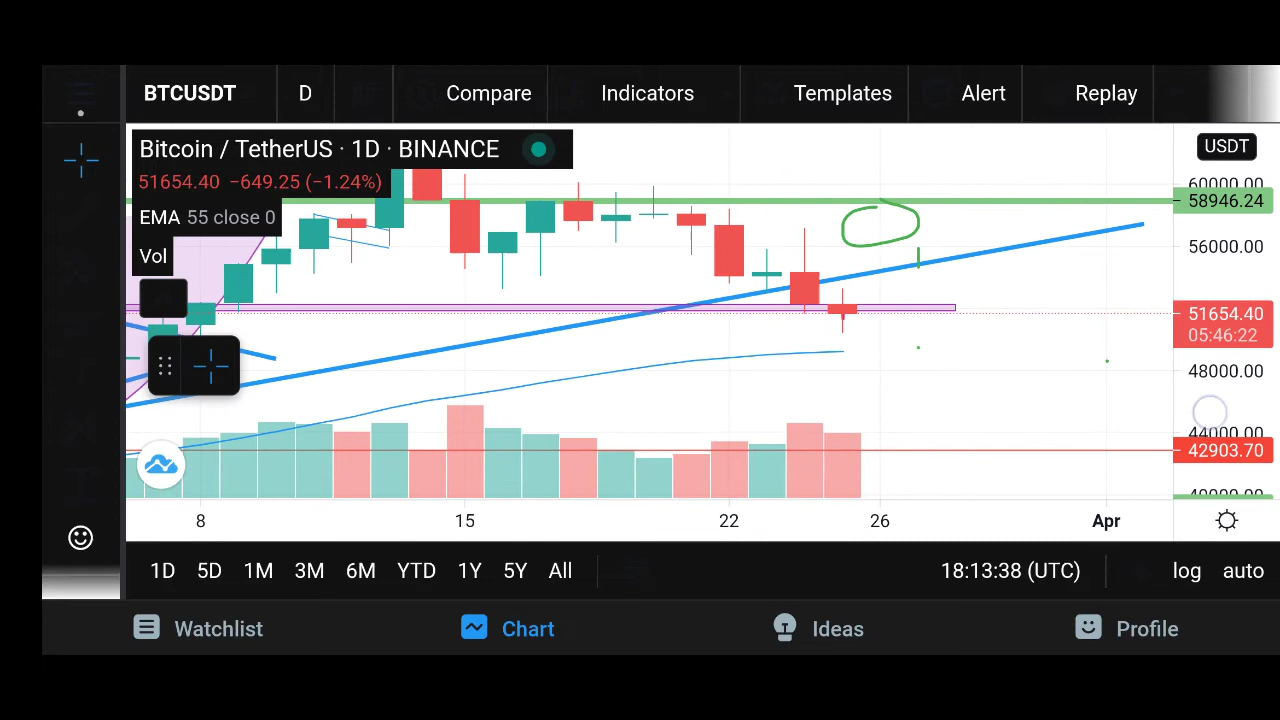 BTCUSDT D Compare Indicators Templates Alert Replay
Bitcoin / TetherUS · 1D · BINANCE
USDT
51654.40 −649.25 (−1.24%)
60000.00
58946.24
EMA 55 close 0
56000.00
Vol
51654.40
05:46:22
48000.00
44000.00
42903.70
40000.00
8 15 22 26 Apr
1D 5D 1M 3M 6M YTD 1Y 5Y All 18:13:38 (UTC) log auto
Watchlist Chart Ideas Profile